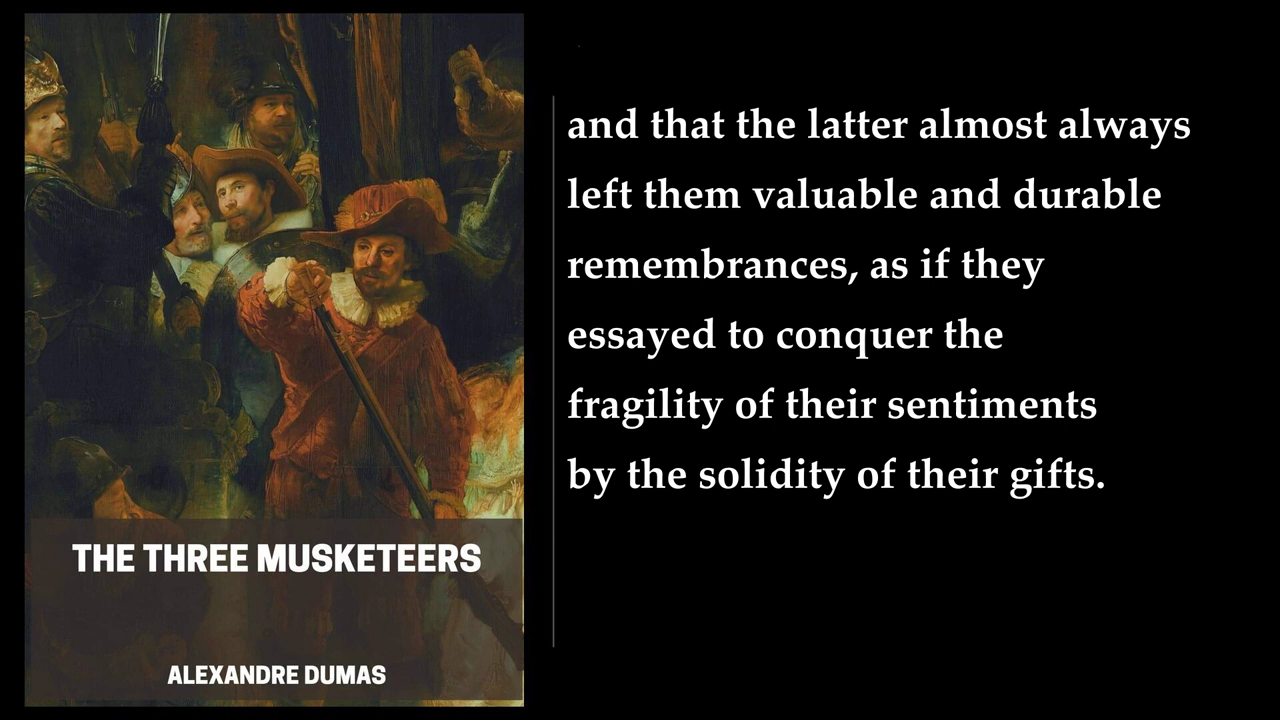 THE THREE MUSKETEERS
ALEXANDRE DUMAS
and that the latter almost always
left them valuable and durable
remembrances, as if they
essayed to conquer the
fragility of their sentiments
by the solidity of their gifts.